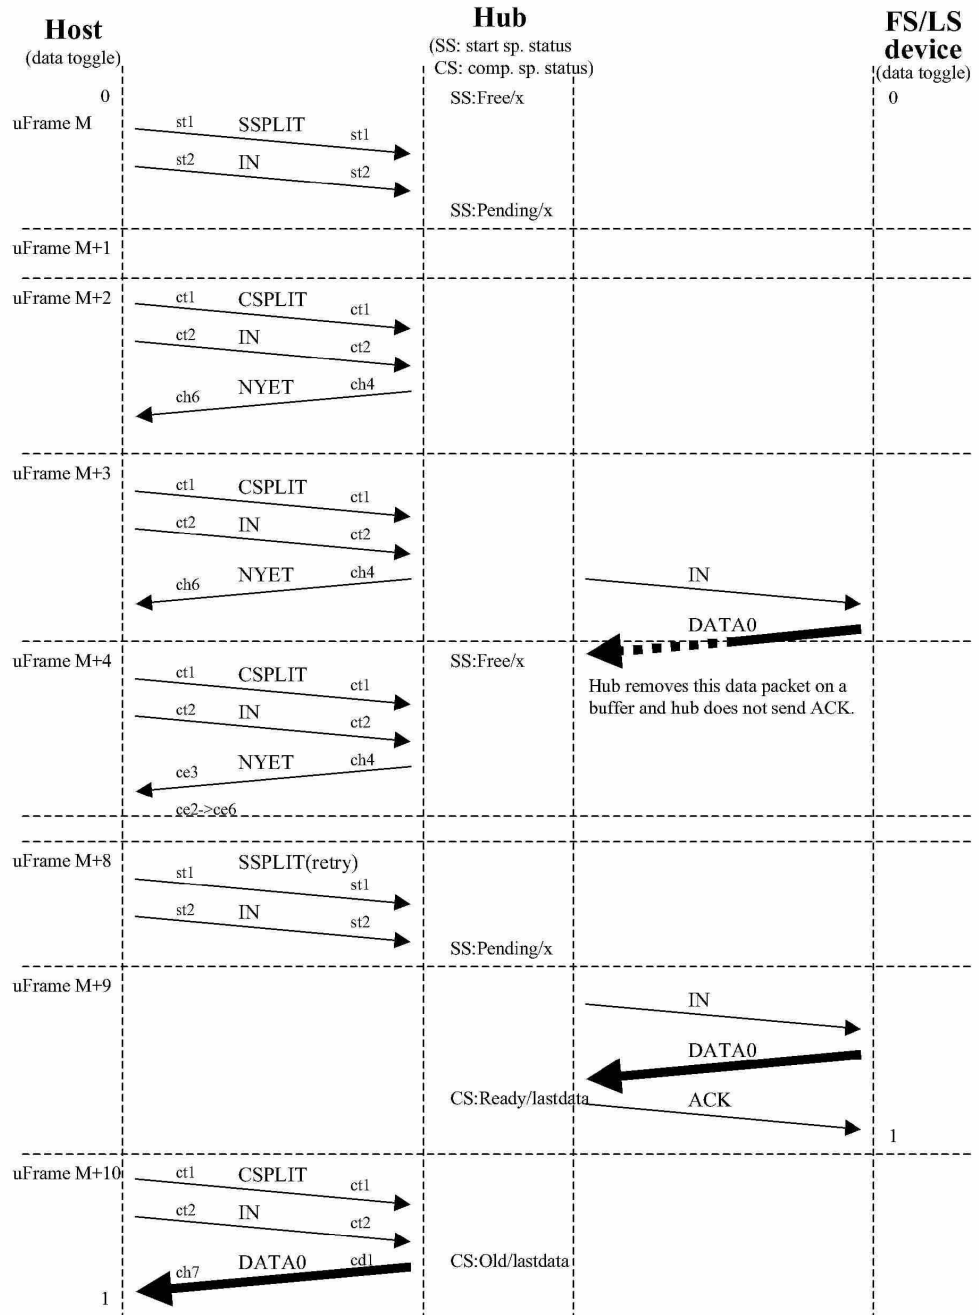 Host
(data toggle)
Hub
(SS: start sp. status
CS: comp. sp. status)
FS/LS
device
(data toggle)
0
SS:Free/x
0
uFrame M
st1
SSPLIT
st1
st2
IN
st2
SS:Pending/x
uFrame M+1
uFrame M+2
ct1
CSPLIT
ct1
ct2
IN
ct2
ch6
NYET
ch4
uFrame M+3
ct1
CSPLIT
ct1
ct2
IN
ct2
ch6
NYET
ch4
IN
DATA0
uFrame M+4
SS:Free/x
ct1
CSPLIT
ct1
Hub removes this data packet on a
buffer and hub does not send ACK.
ct2
IN
ct2
ce3
NYET
ch4
ce2->ce6
uFrame M+8
SSPLIT(retry)
st1
st1
st2
IN
st2
SS:Pending/x
uFrame M+9
IN
DATA0
CS:Ready/lastdata
ACK
1
uFrame M+10
ct1
CSPLIT
ct1
ct2
IN
ct2
ch7
DATA0
cd1
CS:Old/lastdata
1